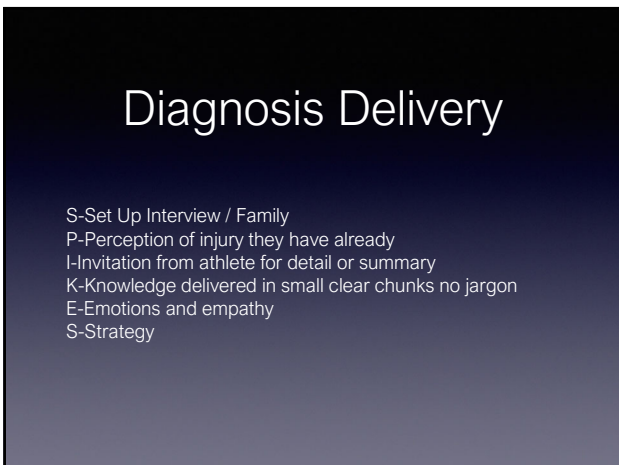 Diagnosis Delivery
S-Set Up Interview / Family
P-Perception of injury they have already
I-Invitation from athlete for detail or summary
K-Knowledge delivered in small clear chunks no jargon
E-Emotions and empathy
S-Strategy